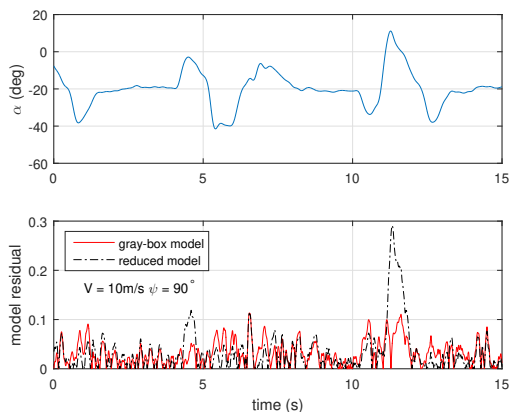 20
0
-20
-40
-60
α (deg)
0 5 10 15
0.3
0.2
0.1
0
model residual
gray-box model
reduced model
V = 10m/s ψ = 90°
0 5 10 15
time (s)